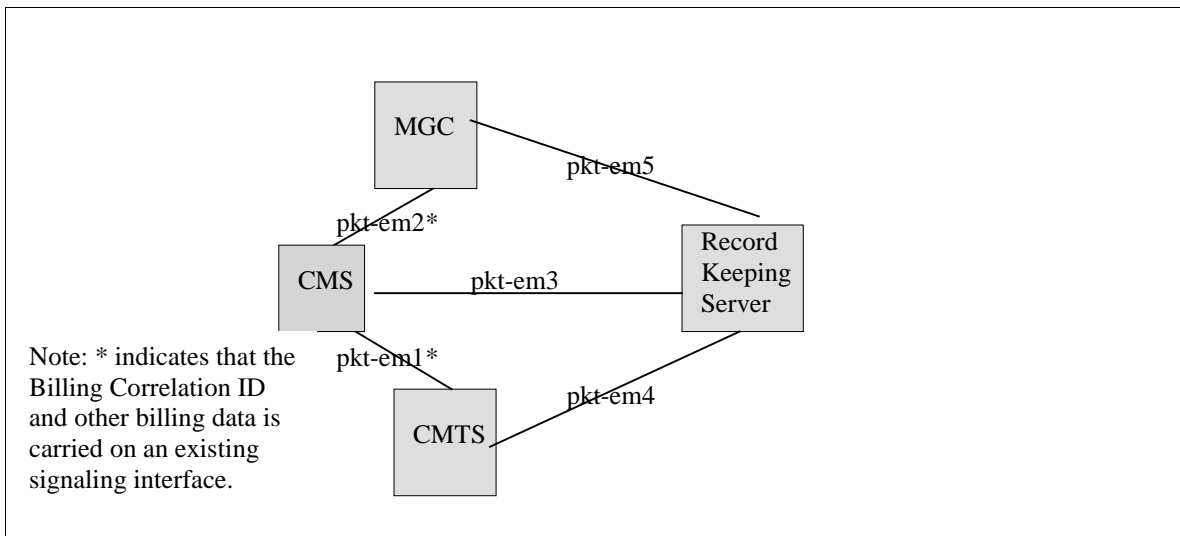 MGC
pkt-em5
pkt-em2*
Record
Keeping
Server
CMS
pkt-em3
Note: * indicates that the
Billing Correlation ID
and other billing data is
carried on an existing
signaling interface.
pkt-em1*
pkt-em4
CMTS